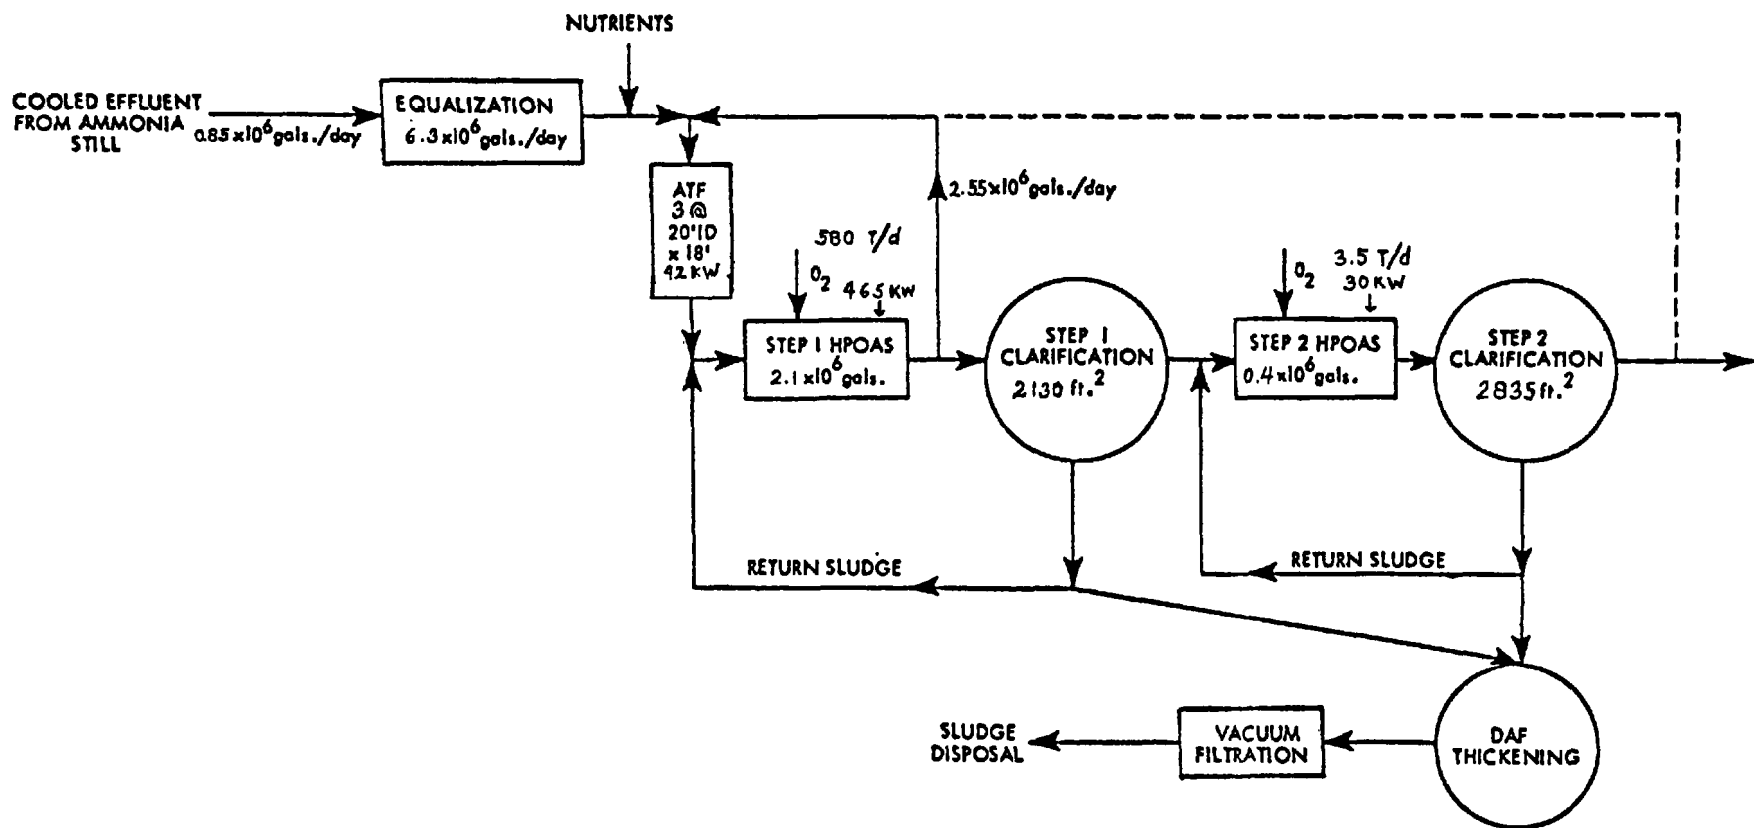 NUTRIENTS
COOLED EFFLUENT
FROM AMMONIA
STILL
0.85x10⁶gals./day
EQUALIZATION
6.3x10⁶gals./day
ATF
3 @
20'ID
x 18'
42 KW
2.55x10⁶gals./day
580 T/d
O₂
465 KW
STEP 1 HPOAS
2.1x10⁶gals.
STEP 1
CLARIFICATION
2130 ft.²
3.5 T/d
O₂
30 KW
STEP 2 HPOAS
0.4x10⁶gals.
STEP 2
CLARIFICATION
2835 ft.²
RETURN SLUDGE
RETURN SLUDGE
SLUDGE
DISPOSAL
VACUUM
FILTRATION
DAF
THICKENING